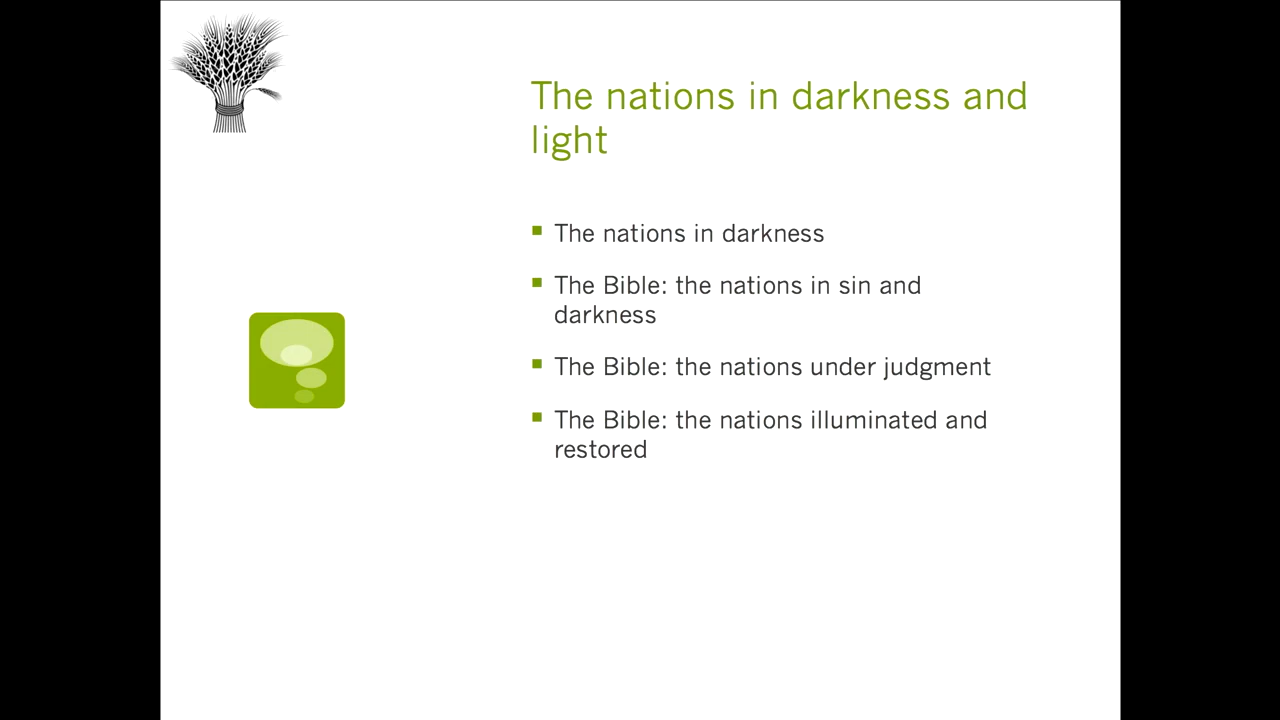 The nations in darkness and
light
The nations in darkness
The Bible: the nations in sin and
darkness
The Bible: the nations under judgment
The Bible: the nations illuminated and
restored